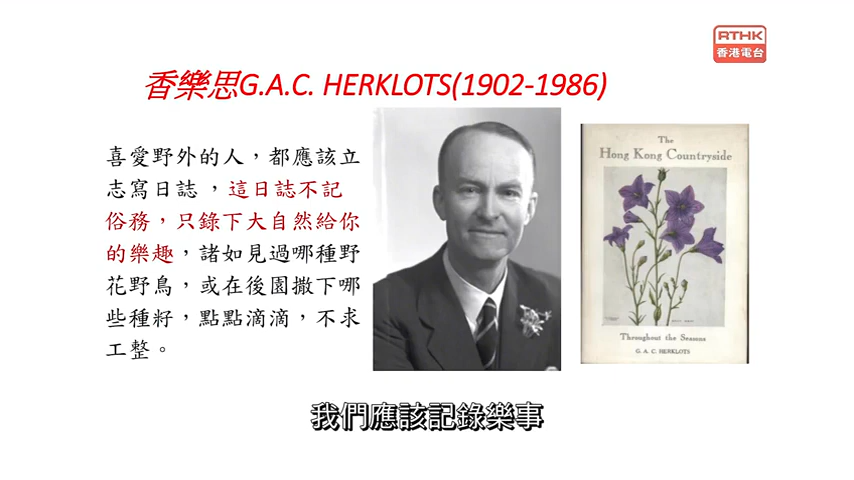 RTHK
香港電台
香樂思G.A.C. HERKLOTS(1902-1986)
喜愛野外的人，都應該立
志寫日誌 ，這日誌不記
俗務，只錄下大自然給你
的樂趣，諸如見過哪種野
花野鳥，或在後園撒下哪
些種籽，點點滴滴，不求
工整。
The
Hong Kong Countryside
Throughout the Seasons
G. A. C. HERKLOTS
我們應該記錄樂事